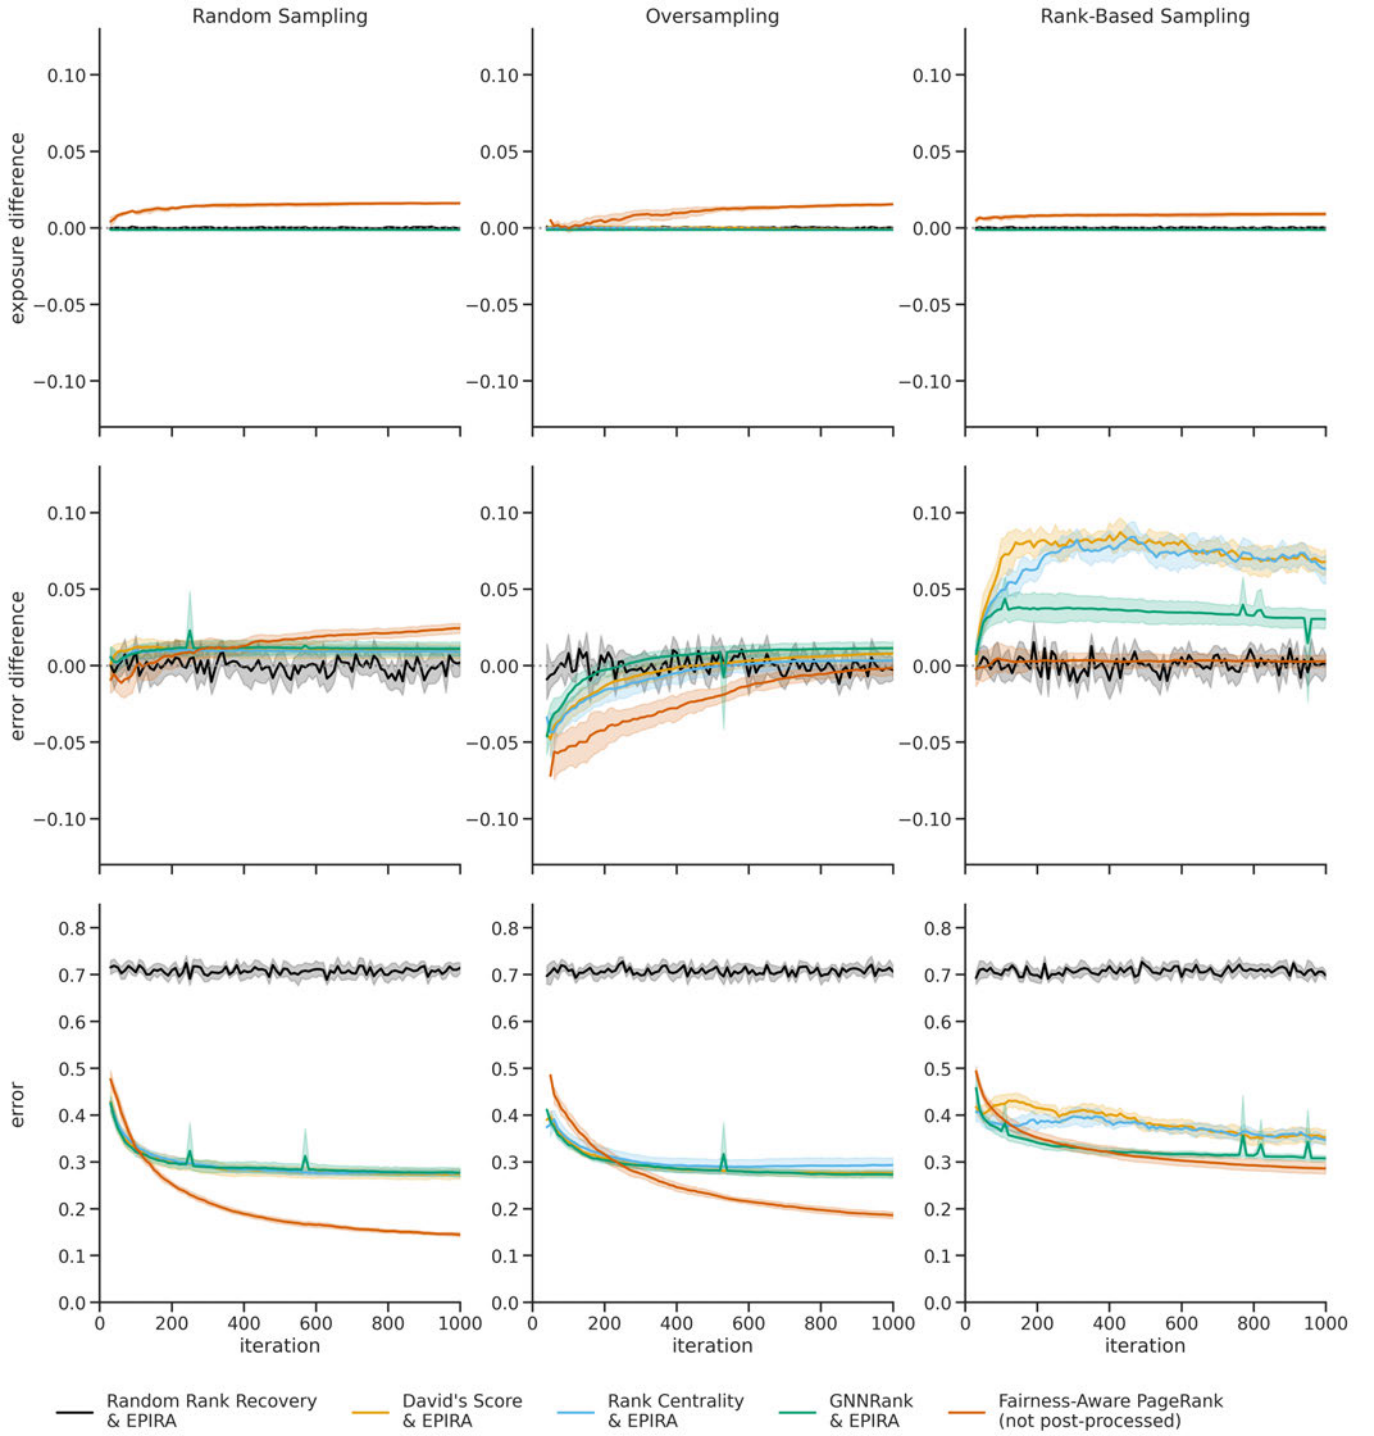 Random Sampling
Oversampling
Rank-Based Sampling
exposure difference
0.10
0.05
0.00
−0.05
−0.10
0.10
0.05
0.00
−0.05
−0.10
0.10
0.05
0.00
−0.05
−0.10
error difference
0.10
0.05
0.00
−0.05
−0.10
0.10
0.05
0.00
−0.05
−0.10
0.10
0.05
0.00
−0.05
−0.10
error
0.8
0.7
0.6
0.5
0.4
0.3
0.2
0.1
0.0
0.8
0.7
0.6
0.5
0.4
0.3
0.2
0.1
0.0
0.8
0.7
0.6
0.5
0.4
0.3
0.2
0.1
0.0
0 200 400 600 800 1000
0 200 400 600 800 1000
0 200 400 600 800 1000
iteration
iteration
iteration
Random Rank Recovery
& EPIRA
David's Score
& EPIRA
Rank Centrality
& EPIRA
GNNRank
& EPIRA
Fairness-Aware PageRank
(not post-processed)